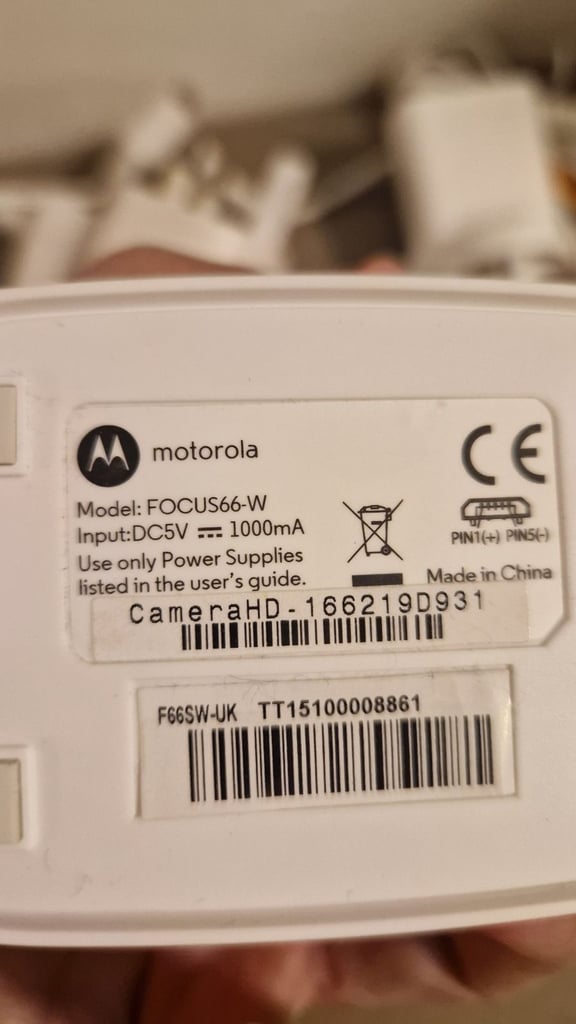 motorola
CE
Model: FOCUS66-W
Input:DC5V ⎓ 1000mA
PIN1(+) PIN5(-)
Use only Power Supplies
listed in the user's guide.
Made in China
CameraHD-166219D931
F66SW-UK TT15100008861